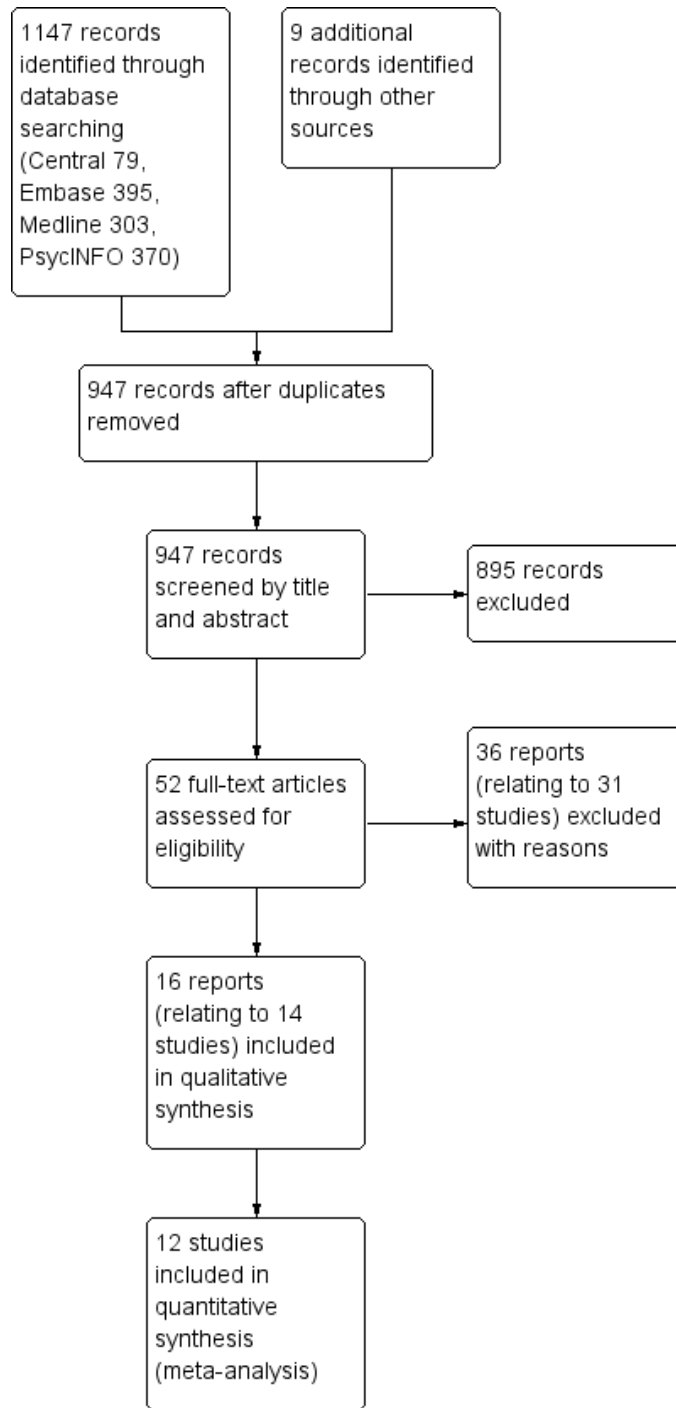 1147 records
identified through
database
searching
(Central 79,
Embase 395,
Medline 303,
PsycINFO 370)
9 additional
records identified
through other
sources
947 records after duplicates
removed
947 records
screened by title
and abstract
895 records
excluded
52 full-text articles
assessed for
eligibility
36 reports
(relating to 31
studies) excluded
with reasons
16 reports
(relating to 14
studies) included
in qualitative
synthesis
12 studies
included in
quantitative
synthesis
(meta-analysis)